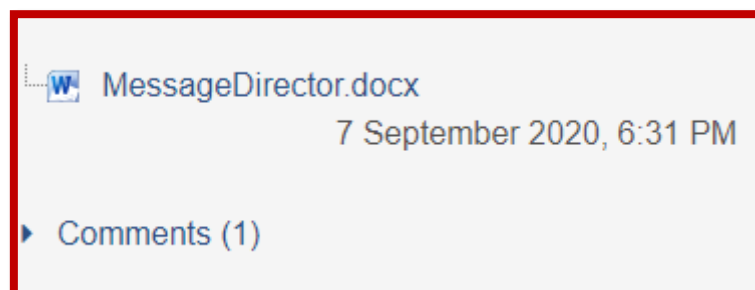 MessageDirector.docx
7 September 2020, 6:31 PM
Comments (1)